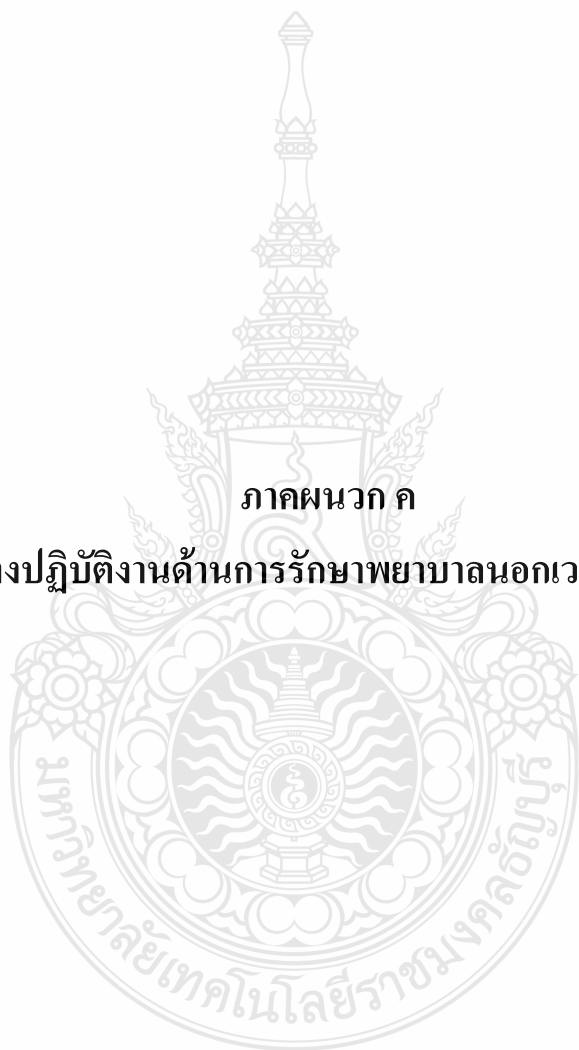 ภาคผนวก ค
งปฏิบัติงานด้านการรักษาพยาบาลนอกเว
มหาวิทยาลัยเทคโนโลยีราชมงคลธัญบุรี